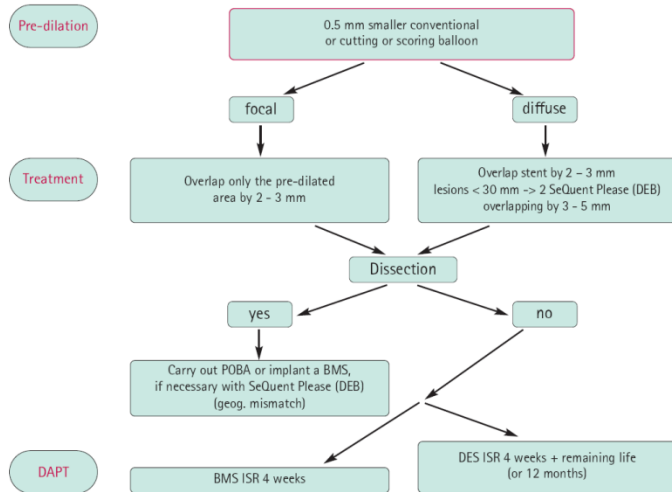 Pre-dilation
0.5 mm smaller conventional
or cutting or scoring balloon
focal
diffuse
Treatment
Overlap only the pre-dilated
area by 2 - 3 mm
Overlap stent by 2 – 3 mm
lesions < 30 mm -> 2 SeQuent Please (DEB)
overlapping by 3 - 5 mm
Dissection
yes
no
Carry out POBA or implant a BMS,
if necessary with SeQuent Please (DEB)
(geog. mismatch)
DAPT
BMS ISR 4 weeks
DES ISR 4 weeks + remaining life
(or 12 months)